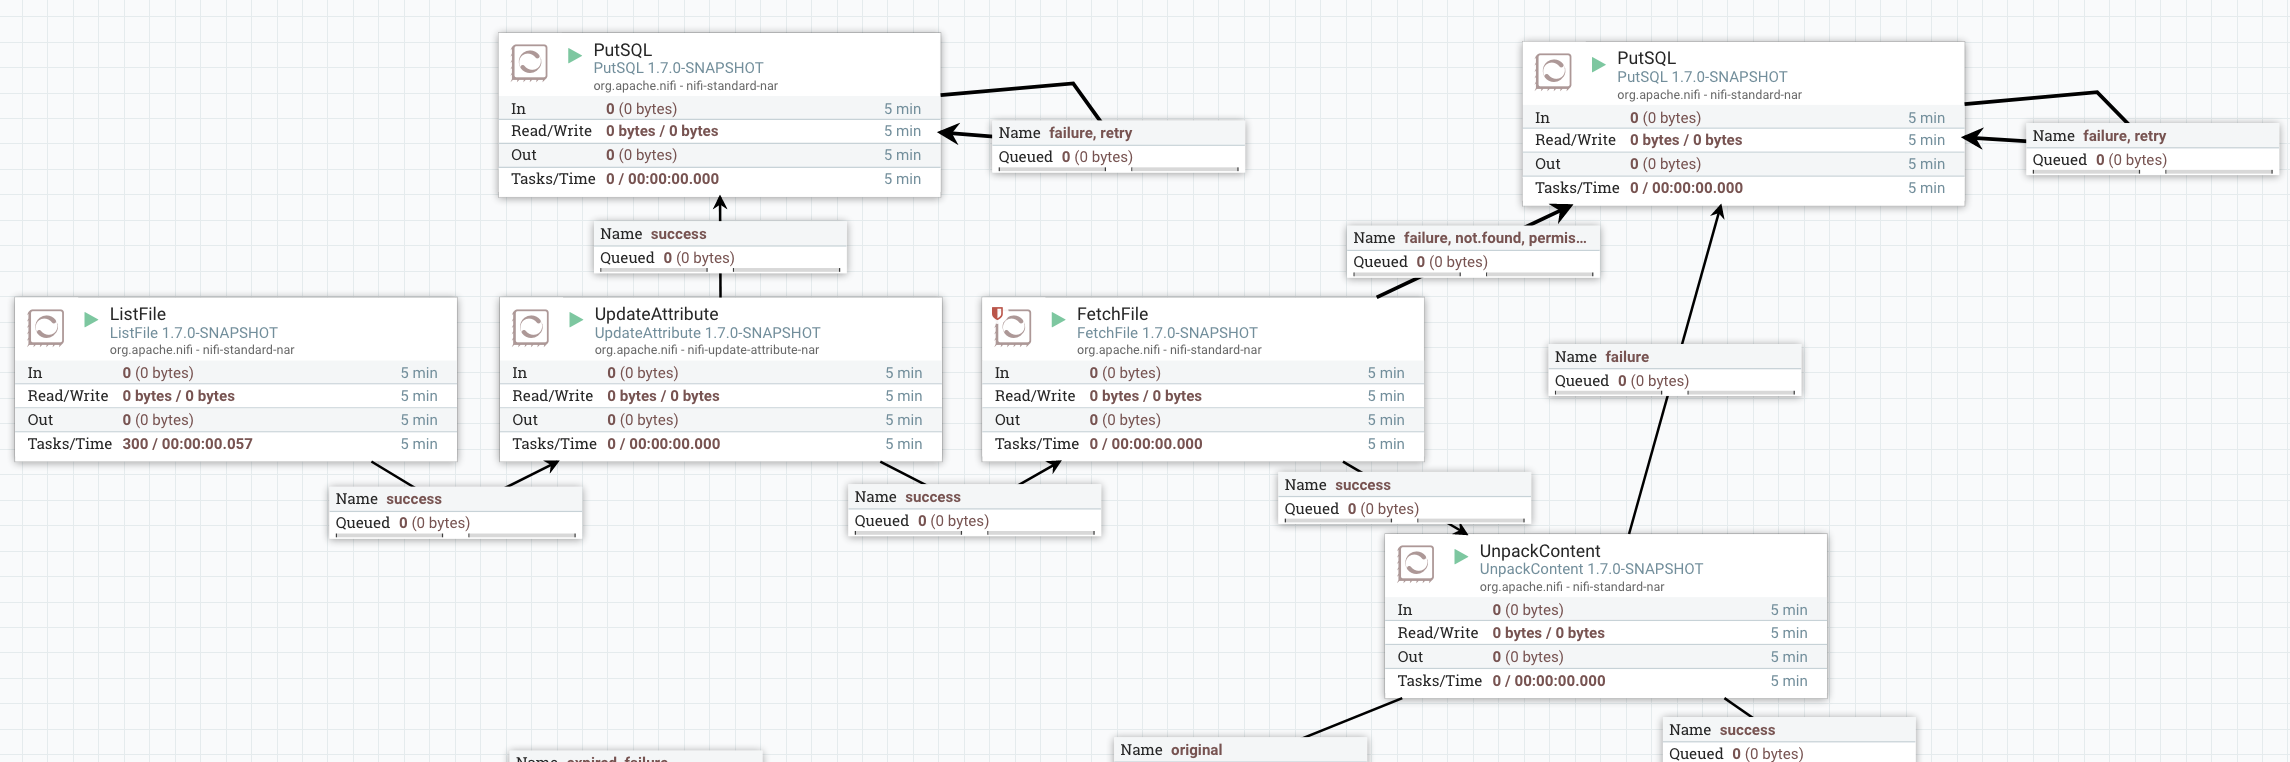 PutSQL
PutSQL 1.7.0-SNAPSHOT
org.apache.nifi - nifi-standard-nar
In 0 (0 bytes) 5 min
Read/Write 0 bytes / 0 bytes 5 min
Out 0 (0 bytes) 5 min
Tasks/Time 0 / 00:00:00.000 5 min
Name failure, retry
Queued 0 (0 bytes)
PutSQL
PutSQL 1.7.0-SNAPSHOT
org.apache.nifi - nifi-standard-nar
In 0 (0 bytes) 5 min
Read/Write 0 bytes / 0 bytes 5 min
Out 0 (0 bytes) 5 min
Tasks/Time 0 / 00:00:00.000 5 min
Name failure, retry
Queued 0 (0 bytes)
Name success
Queued 0 (0 bytes)
Name failure, not.found, permis...
Queued 0 (0 bytes)
ListFile
ListFile 1.7.0-SNAPSHOT
org.apache.nifi - nifi-standard-nar
In 0 (0 bytes) 5 min
Read/Write 0 bytes / 0 bytes 5 min
Out 0 (0 bytes) 5 min
Tasks/Time 300 / 00:00:00.057 5 min
UpdateAttribute
UpdateAttribute 1.7.0-SNAPSHOT
org.apache.nifi - nifi-update-attribute-nar
In 0 (0 bytes) 5 min
Read/Write 0 bytes / 0 bytes 5 min
Out 0 (0 bytes) 5 min
Tasks/Time 0 / 00:00:00.000 5 min
FetchFile
FetchFile 1.7.0-SNAPSHOT
org.apache.nifi - nifi-standard-nar
In 0 (0 bytes) 5 min
Read/Write 0 bytes / 0 bytes 5 min
Out 0 (0 bytes) 5 min
Tasks/Time 0 / 00:00:00.000 5 min
Name failure
Queued 0 (0 bytes)
Name success
Queued 0 (0 bytes)
Name success
Queued 0 (0 bytes)
Name success
Queued 0 (0 bytes)
UnpackContent
UnpackContent 1.7.0-SNAPSHOT
org.apache.nifi - nifi-standard-nar
In 0 (0 bytes) 5 min
Read/Write 0 bytes / 0 bytes 5 min
Out 0 (0 bytes) 5 min
Tasks/Time 0 / 00:00:00.000 5 min
Name expired, failure
Name original
Name success
Queued 0 (0 bytes)